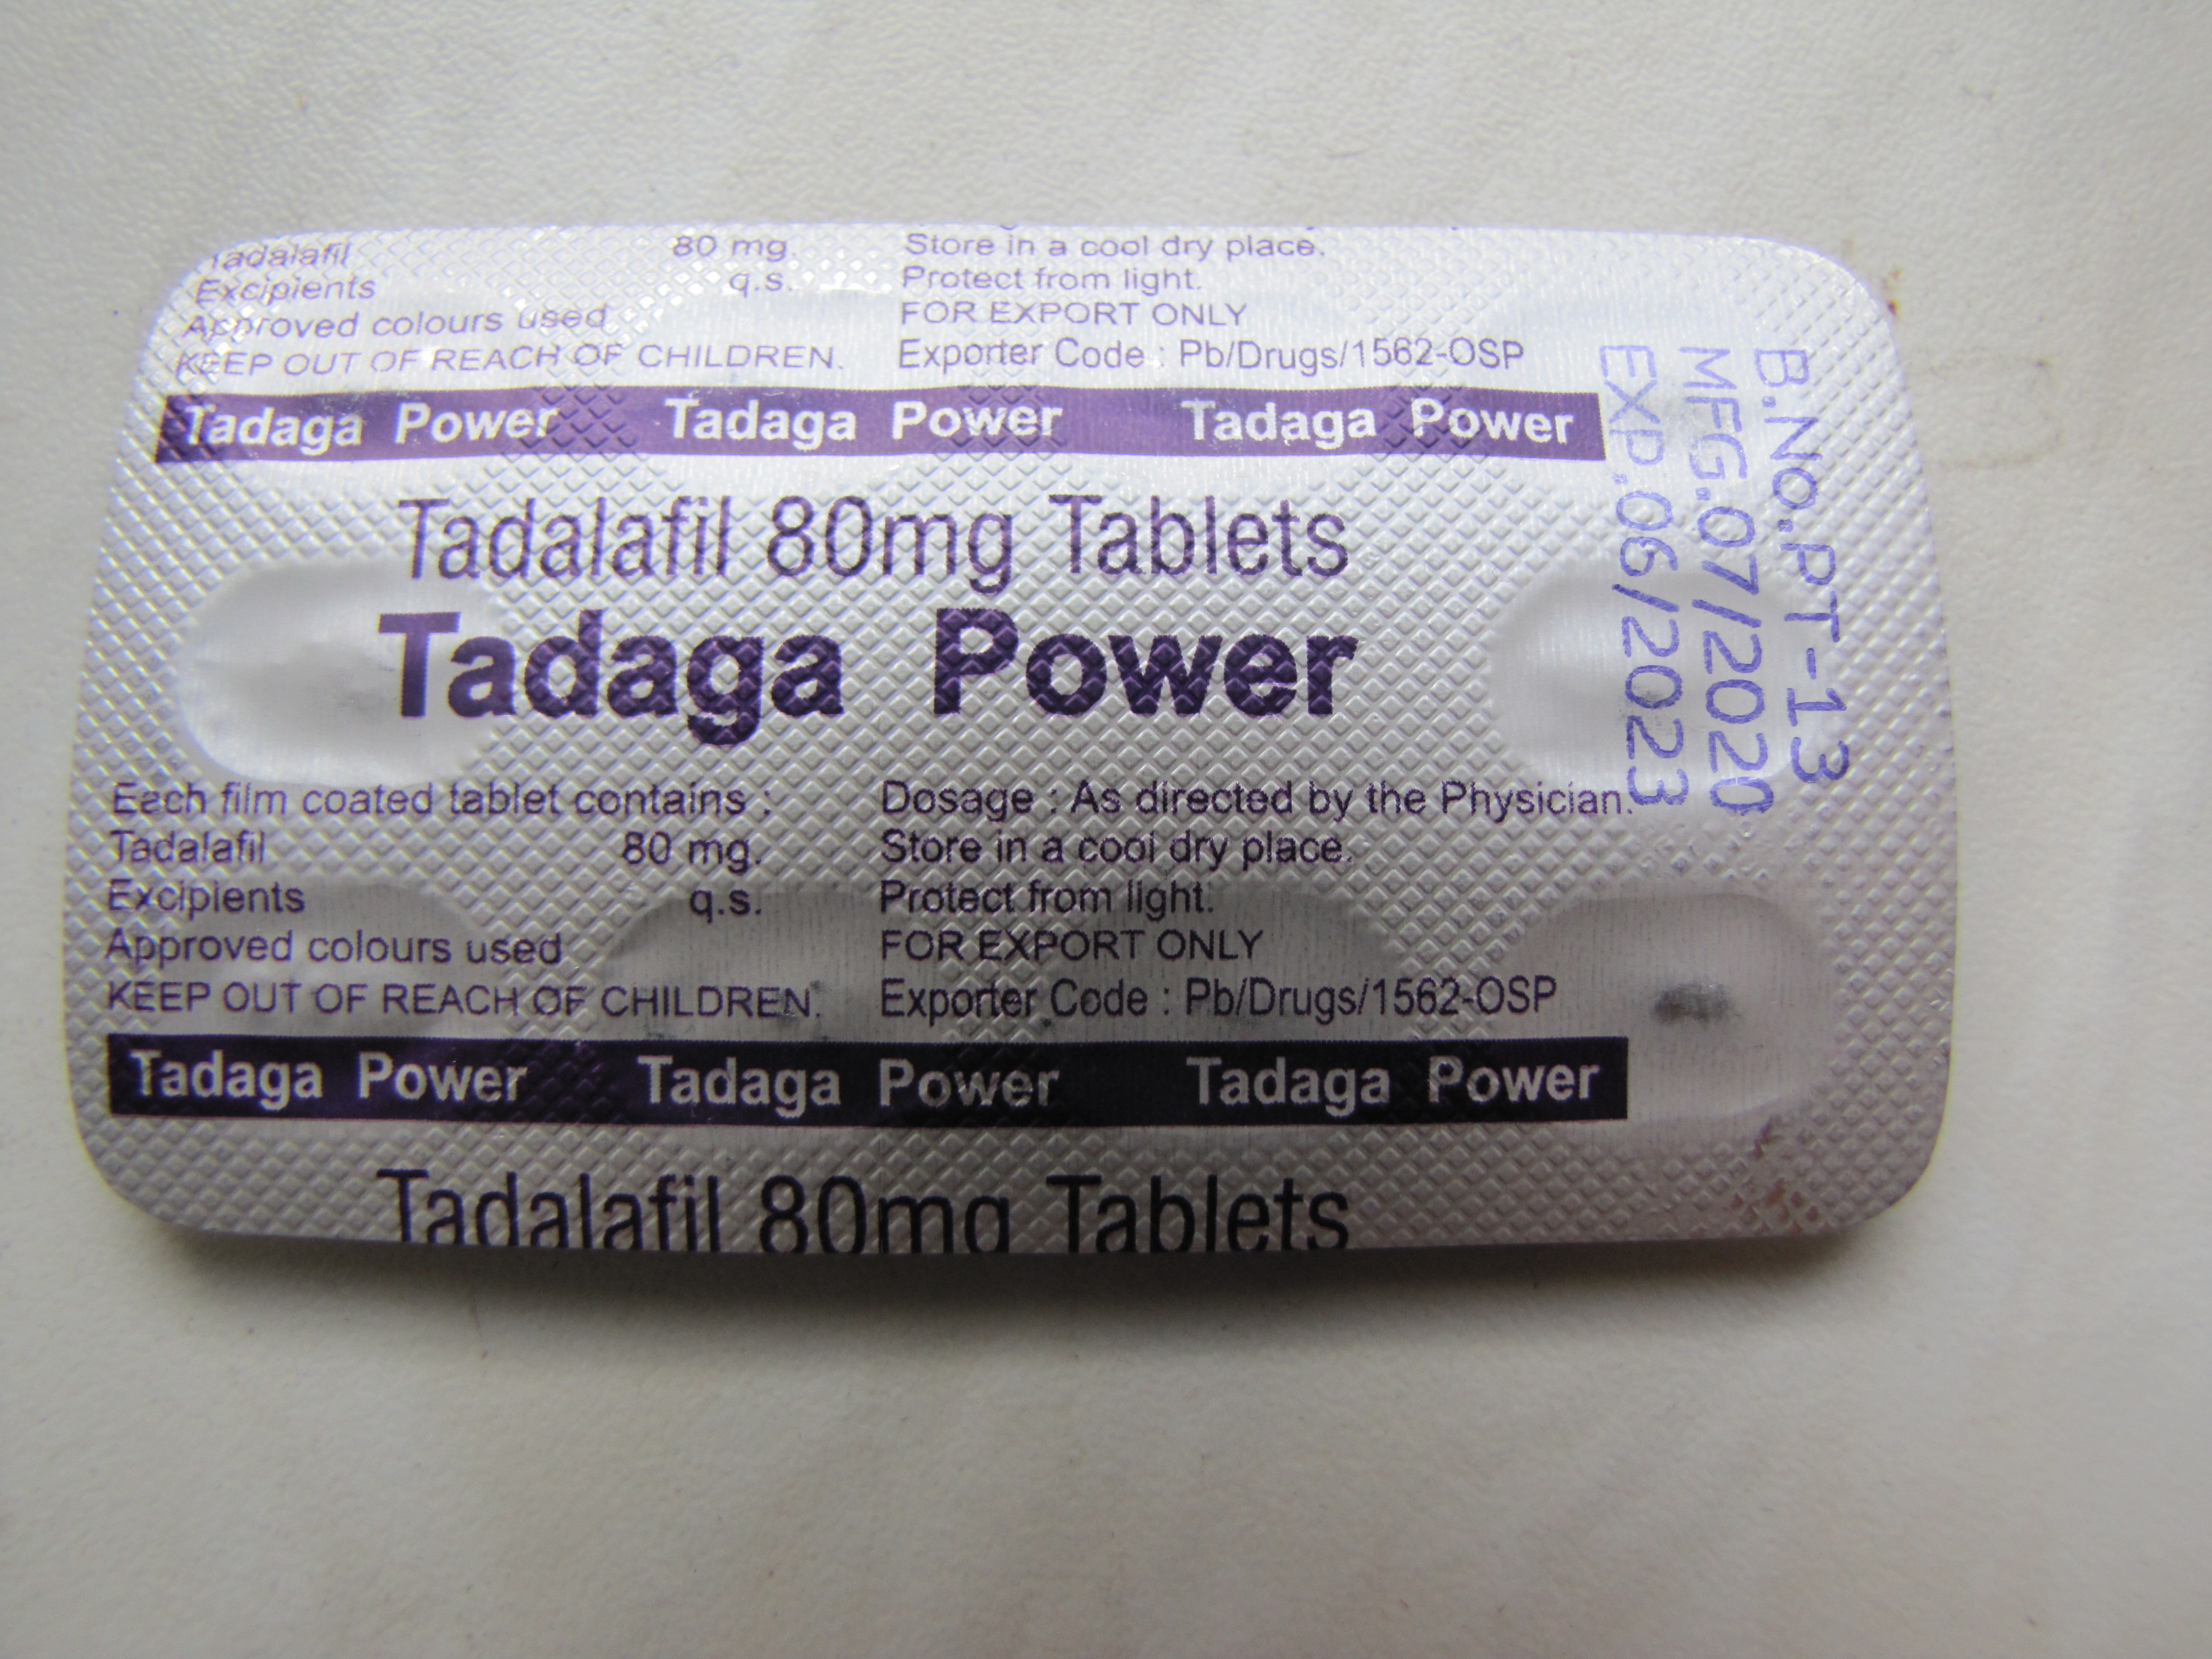 Tadalafil 80 mg. Store in a cool dry place.
Excipients q.s. Protect from light.
Approved colours used FOR EXPORT ONLY
KEEP OUT OF REACH OF CHILDREN. Exporter Code : Pb/Drugs/1562-OSP
Tadaga Power Tadaga Power Tadaga Power
Tadalafil 80mg Tablets
Tadaga Power
Each film coated tablet contains : Dosage : As directed by the Physician.
Tadalafil 80 mg. Store in a cool dry place.
Excipients q.s. Protect from light.
Approved colours used FOR EXPORT ONLY
KEEP OUT OF REACH OF CHILDREN. Exporter Code : Pb/Drugs/1562-OSP
Tadaga Power Tadaga Power Tadaga Power
Tadalafil 80mg Tablets
B.No.PT-13
MFG.07/2020
EXP.06/2023